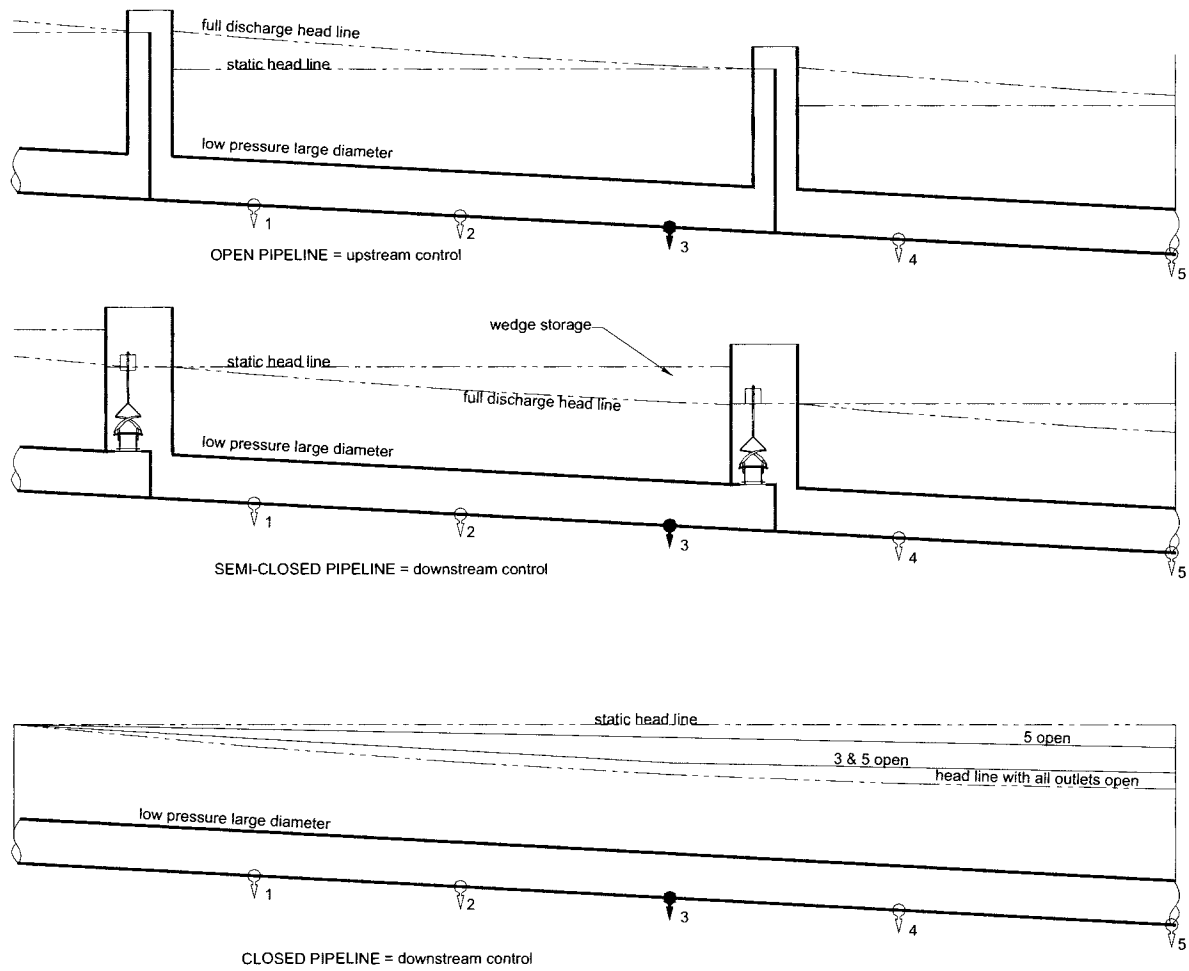 full discharge head line
static head line
low pressure large diameter
1
2
3
4
5
OPEN PIPELINE = upstream control
wedge storage
static head line
full discharge head line
low pressure large diameter
1
2
3
4
5
SEMI-CLOSED PIPELINE = downstream control
static head line
5 open
3 & 5 open
head line with all outlets open
low pressure large diameter
1
2
3
4
5
CLOSED PIPELINE = downstream control